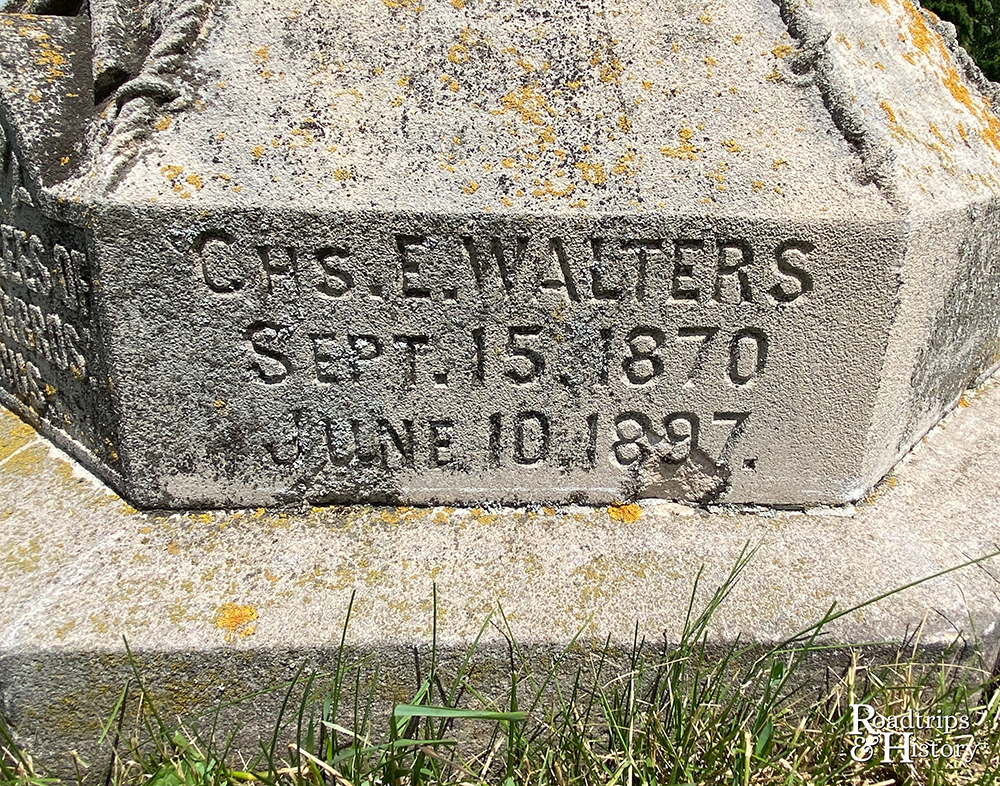 CHS. E. WALTERS
SEPT. 15, 1870
JUNE 10, 1897.
Roadtrips
& History